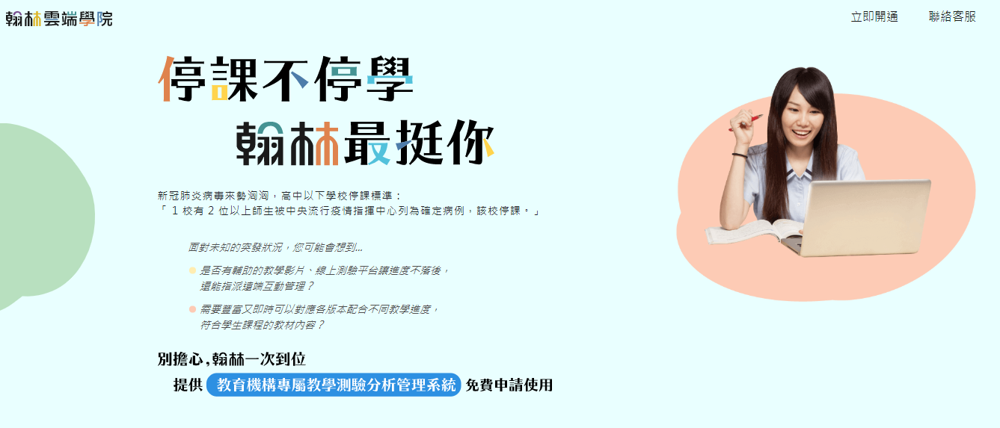 翰林雲端學院
立即開通
聯絡客服
停課不停學
翰林最挺你
新冠肺炎病毒來勢洶洶，高中以下學校停課標準：
「 1 校有 2 位以上師生被中央流行疫情指揮中心列為確定病例，該校停課。」
面對未知的突發狀況，您可能會想到...
是否有輔助的教學影片、線上測驗平台讓進度不落後，
還能指派遠端互動管理？
需要豐富又即時可以對應各版本配合不同教學進度，
符合學生課程的教材內容？
別擔心,翰林一次到位
提供 教育機構專屬教學測驗分析管理系統 免費申請使用